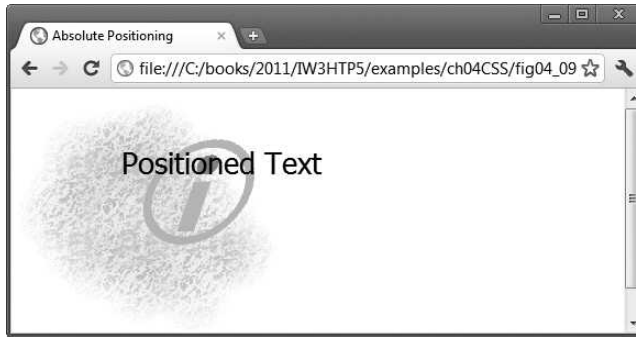 Absolute Positioning
file:///C:/books/2011/IW3HTP5/examples/ch04CSS/fig04_09
Positioned Text
i